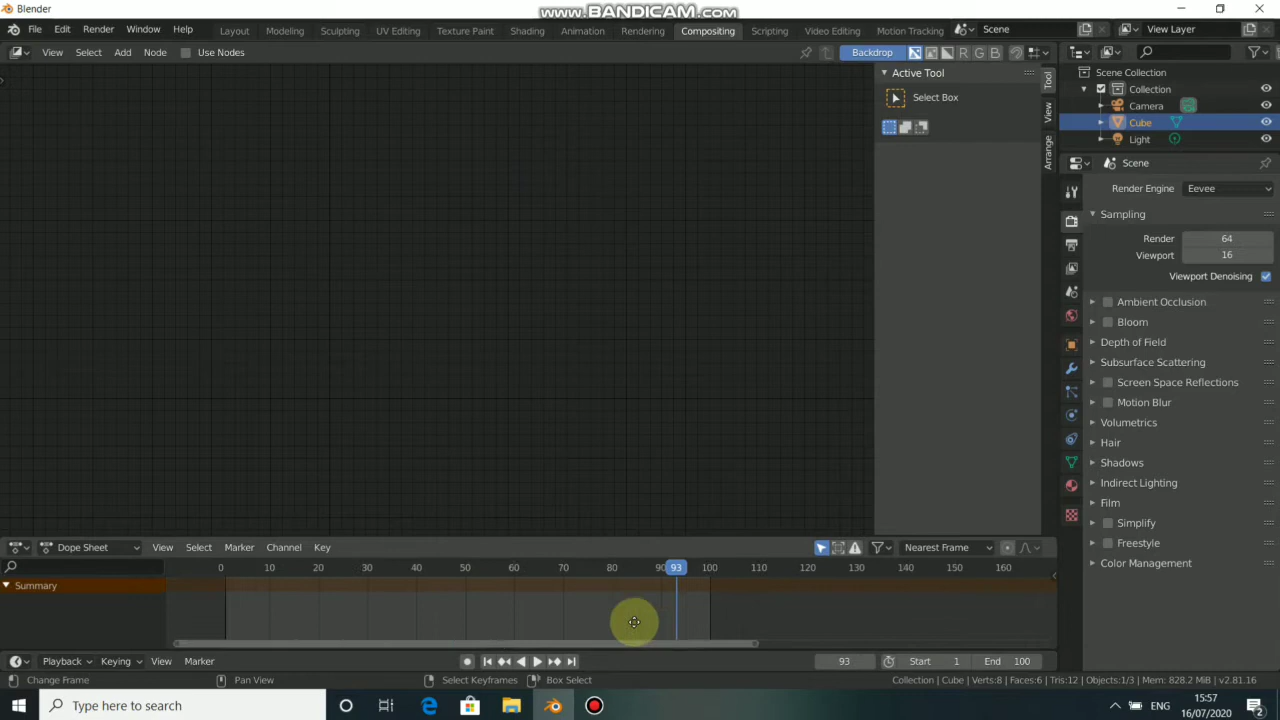 Blender
www.BANDICAM.com
File Edit Render Window Help Layout Modeling Sculpting UV Editing Texture Paint Shading Animation Rendering Compositing Scripting Video Editing Motion Tracking Scene View Layer
View Select Add Node Use Nodes Backdrop R G B
Active Tool
Select Box
Tool
View
Arrange
Scene Collection
Collection
Camera
Cube
Light
Scene
Render Engine Eevee
Sampling
Render 64
Viewport 16
Viewport Denoising
Ambient Occlusion
Bloom
Depth of Field
Subsurface Scattering
Screen Space Reflections
Motion Blur
Volumetrics
Hair
Shadows
Indirect Lighting
Film
Simplify
Freestyle
Color Management
Dope Sheet View Select Marker Channel Key Nearest Frame
0 10 20 30 40 50 60 70 80 90 93 100 110 120 130 140 150 160
Summary
Playback Keying View Marker 93 Start 1 End 100
Change Frame Pan View Select Keyframes Box Select Collection | Cube | Verts:8 | Faces:6 | Tris:12 | Objects:1/3 | Mem: 828.2 MiB | v2.81.16
Type here to search ENG 15:57
16/07/2020 2